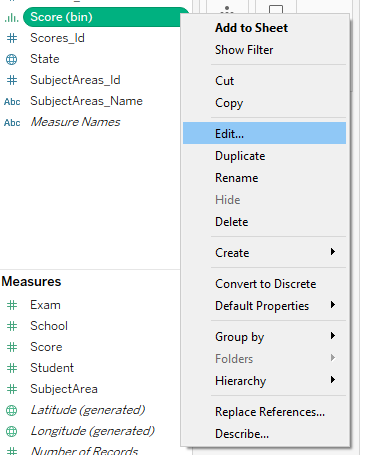 Score (bin)
Scores_Id
State
SubjectAreas_Id
Abc SubjectAreas_Name
Abc Measure Names
Measures
Exam
School
Score
Student
SubjectArea
Latitude (generated)
Longitude (generated)
Number of Records
Add to Sheet
Show Filter
Cut
Copy
Edit...
Duplicate
Rename
Hide
Delete
Create
Convert to Discrete
Default Properties
Group by
Folders
Hierarchy
Replace References...
Describe...